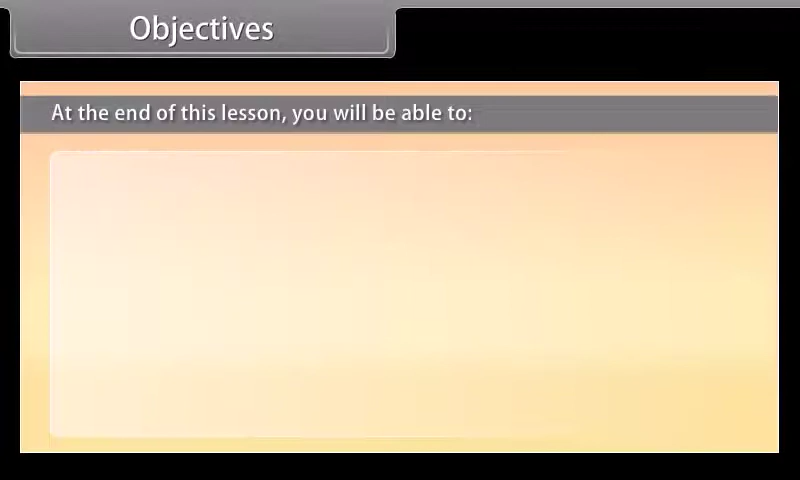 Objectives
At the end of this lesson, you will be able to: